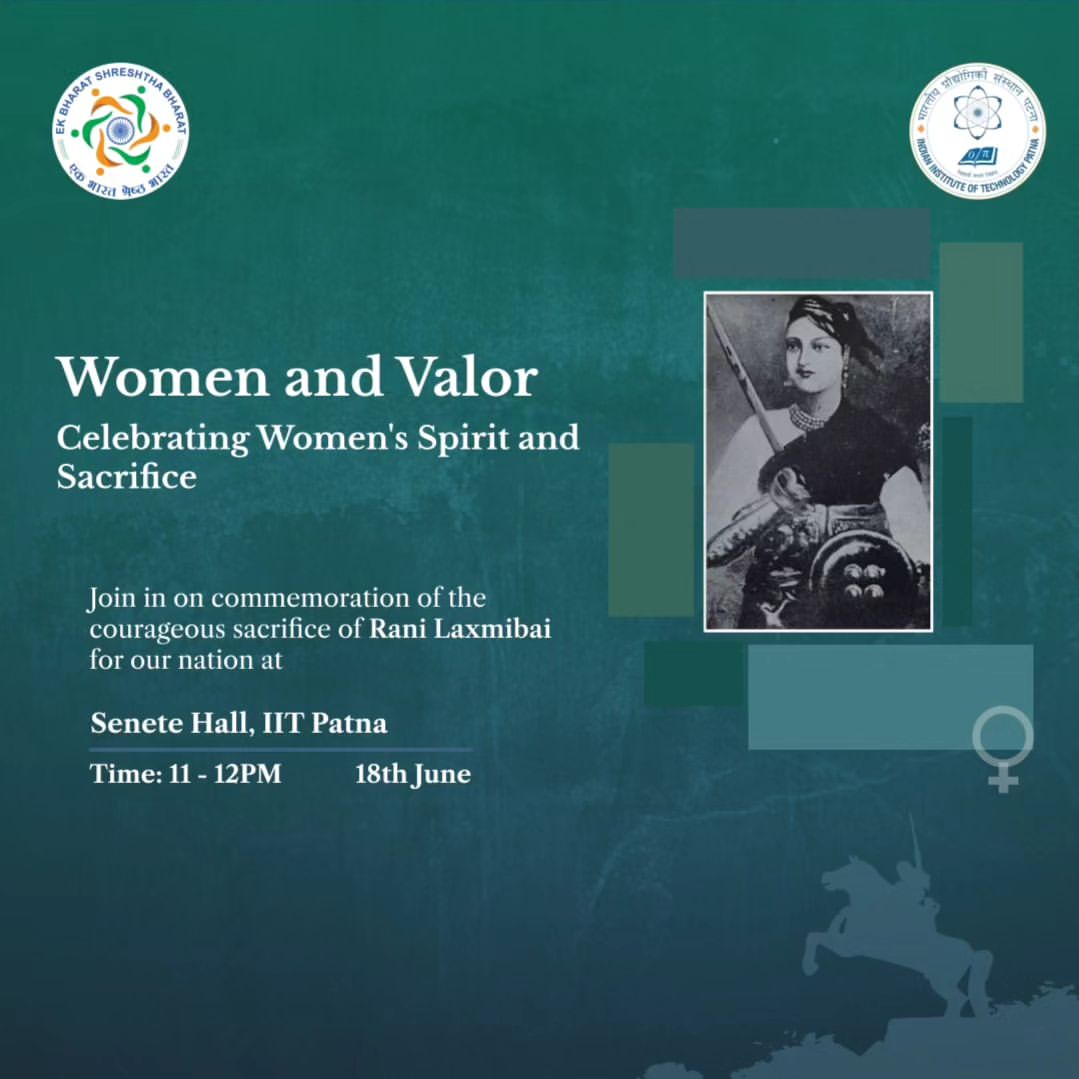 EK BHARAT SHRESHTHA BHARAT
एक भारत श्रेष्ठ भारत
भारतीय प्रौद्योगिकी संस्थान पटना
INDIAN INSTITUTE OF TECHNOLOGY PATNA
Women and Valor
Celebrating Women's Spirit and
Sacrifice
Join in on commemoration of the
courageous sacrifice of Rani Laxmibai
for our nation at
Senete Hall, IIT Patna
Time: 11 - 12PM 18th June